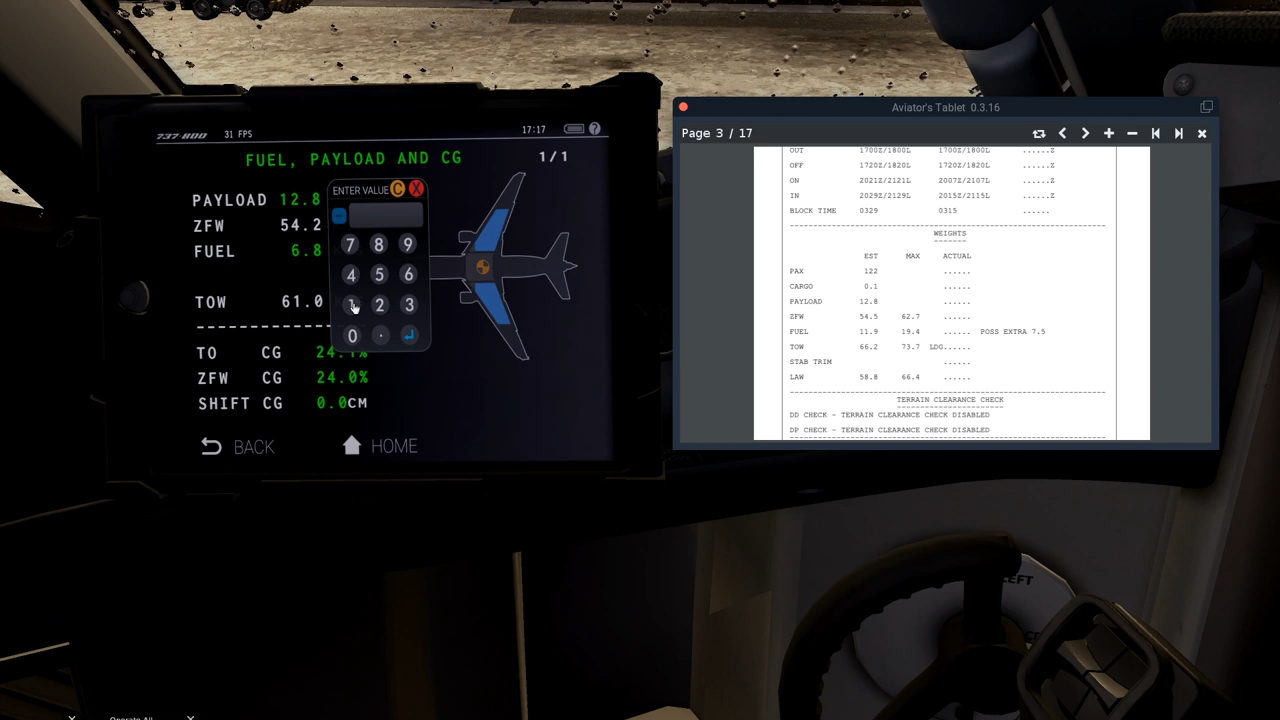 737-800 31 FPS 17:17 ?
FUEL, PAYLOAD AND CG 1/1
PAYLOAD 12.8
ZFW 54.2
FUEL 6.8
TOW 61.0
TO CG 24.1%
ZFW CG 24.0%
SHIFT CG 0.0CM
BACK HOME
ENTER VALUE C X
-
7 8 9
4 5 6
1 2 3
0 .
Aviator's Tablet 0.3.16
Page 3 / 17
OUT 1700Z/1800L 1700Z/1800L ......Z
OFF 1720Z/1820L 1720Z/1820L ......Z
ON 2021Z/2121L 2007Z/2107L ......Z
IN 2029Z/2129L 2015Z/2115L ......Z
BLOCK TIME 0329 0315 ......
WEIGHTS
EST MAX ACTUAL
PAX 122 ......
CARGO 0.1 ......
PAYLOAD 12.8 ......
ZFW 54.5 62.7 ......
FUEL 11.9 19.4 ...... POSS EXTRA 7.5
TOW 66.2 73.7 LDG......
STAB TRIM ......
LAW 58.8 66.4 ......
TERRAIN CLEARANCE CHECK
DD CHECK - TERRAIN CLEARANCE CHECK DISABLED
DP CHECK - TERRAIN CLEARANCE CHECK DISABLED